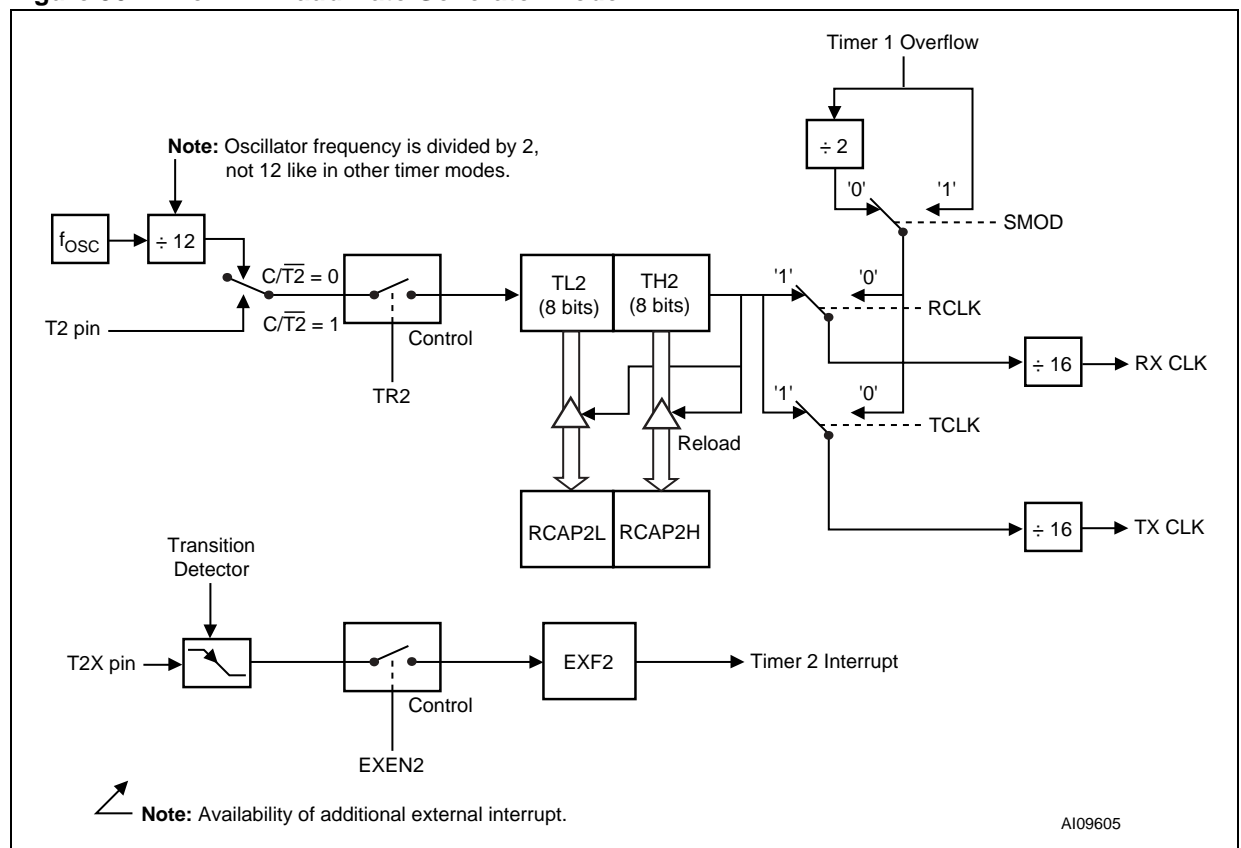 Timer 1 Overflow
÷ 2
Note: Oscillator frequency is divided by 2,
not 12 like in other timer modes.
'0'
'1'
SMOD
fOSC
÷ 12
C/T2 = 0
TL2
(8 bits)
TH2
(8 bits)
'1'
'0'
RCLK
T2 pin
C/T2 = 1
Control
÷ 16
RX CLK
TR2
'1'
'0'
TCLK
Reload
RCAP2L
RCAP2H
÷ 16
TX CLK
Transition
Detector
T2X pin
EXF2
Timer 2 Interrupt
Control
EXEN2
Note: Availability of additional external interrupt.
AI09605